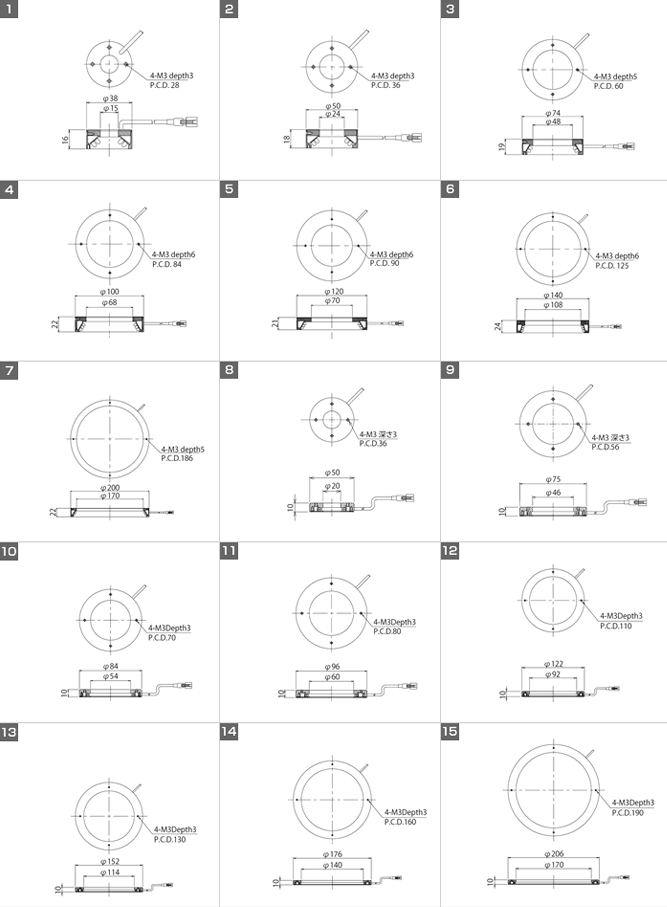 1
4-M3 depth3
P.C.D. 28
φ38
φ15
16
2
4-M3 depth3
P.C.D. 36
φ50
φ24
18
3
4-M3 depth5
P.C.D. 60
φ74
φ48
19
4
4-M3 depth6
P.C.D. 84
φ100
φ68
22
5
4-M3 depth6
P.C.D. 90
φ120
φ70
21
6
4-M3 depth6
P.C.D. 125
φ140
φ108
24
7
4-M3 depth5
P.C.D.186
φ200
φ170
22
8
4-M3 深さ3
P.C.D.36
φ50
φ20
10
9
4-M3 深さ3
P.C.D.56
φ75
φ46
10
10
4-M3Depth3
P.C.D.70
φ84
φ54
10
11
4-M3Depth3
P.C.D.80
φ96
φ60
10
12
4-M3Depth3
P.C.D.110
φ122
φ92
10
13
4-M3Depth3
P.C.D.130
φ152
φ114
10
14
4-M3Depth3
P.C.D.160
φ176
φ140
10
15
4-M3Depth3
P.C.D.190
φ206
φ170
10